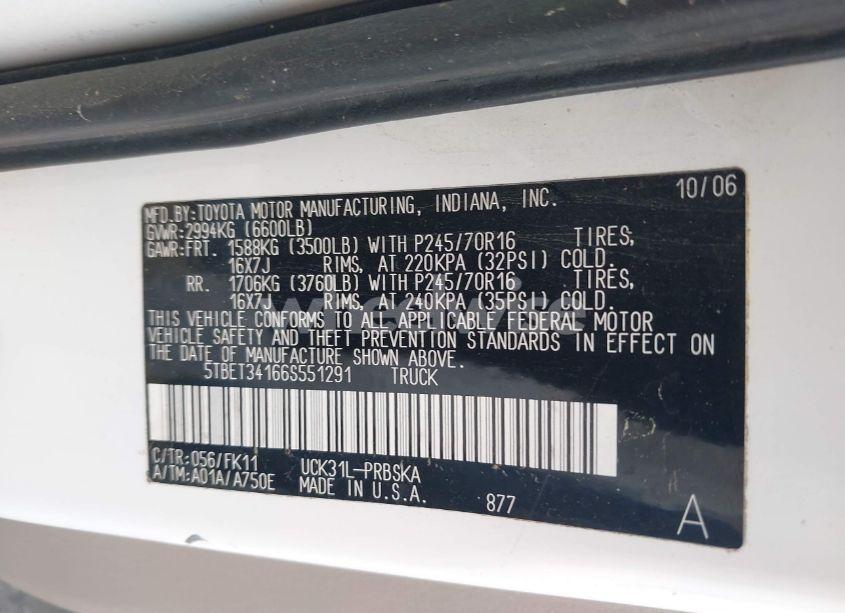 10/06
MFD.BY:TOYOTA MOTOR MANUFACTURING, INDIANA, INC.
GVWR:2994KG (6600LB)
GAWR:FRT. 1588KG (3500LB) WITH P245/70R16 TIRES,
16X7J RIMS, AT 220KPA (32PSI) COLD.
RR. 1706KG (3760LB) WITH P245/70R16 TIRES,
16X7J RIMS, AT 240KPA (35PSI) COLD.
THIS VEHICLE CONFORMS TO ALL APPLICABLE FEDERAL MOTOR
VEHICLE SAFETY AND THEFT PREVENTION STANDARDS IN EFFECT ON
THE DATE OF MANUFACTURE SHOWN ABOVE.
5TBET34166S551291 TRUCK
C/TR:056/FK11 UCK31L-PRBSKA
A/TM:A01A/A750E MADE IN U.S.A. 877 A